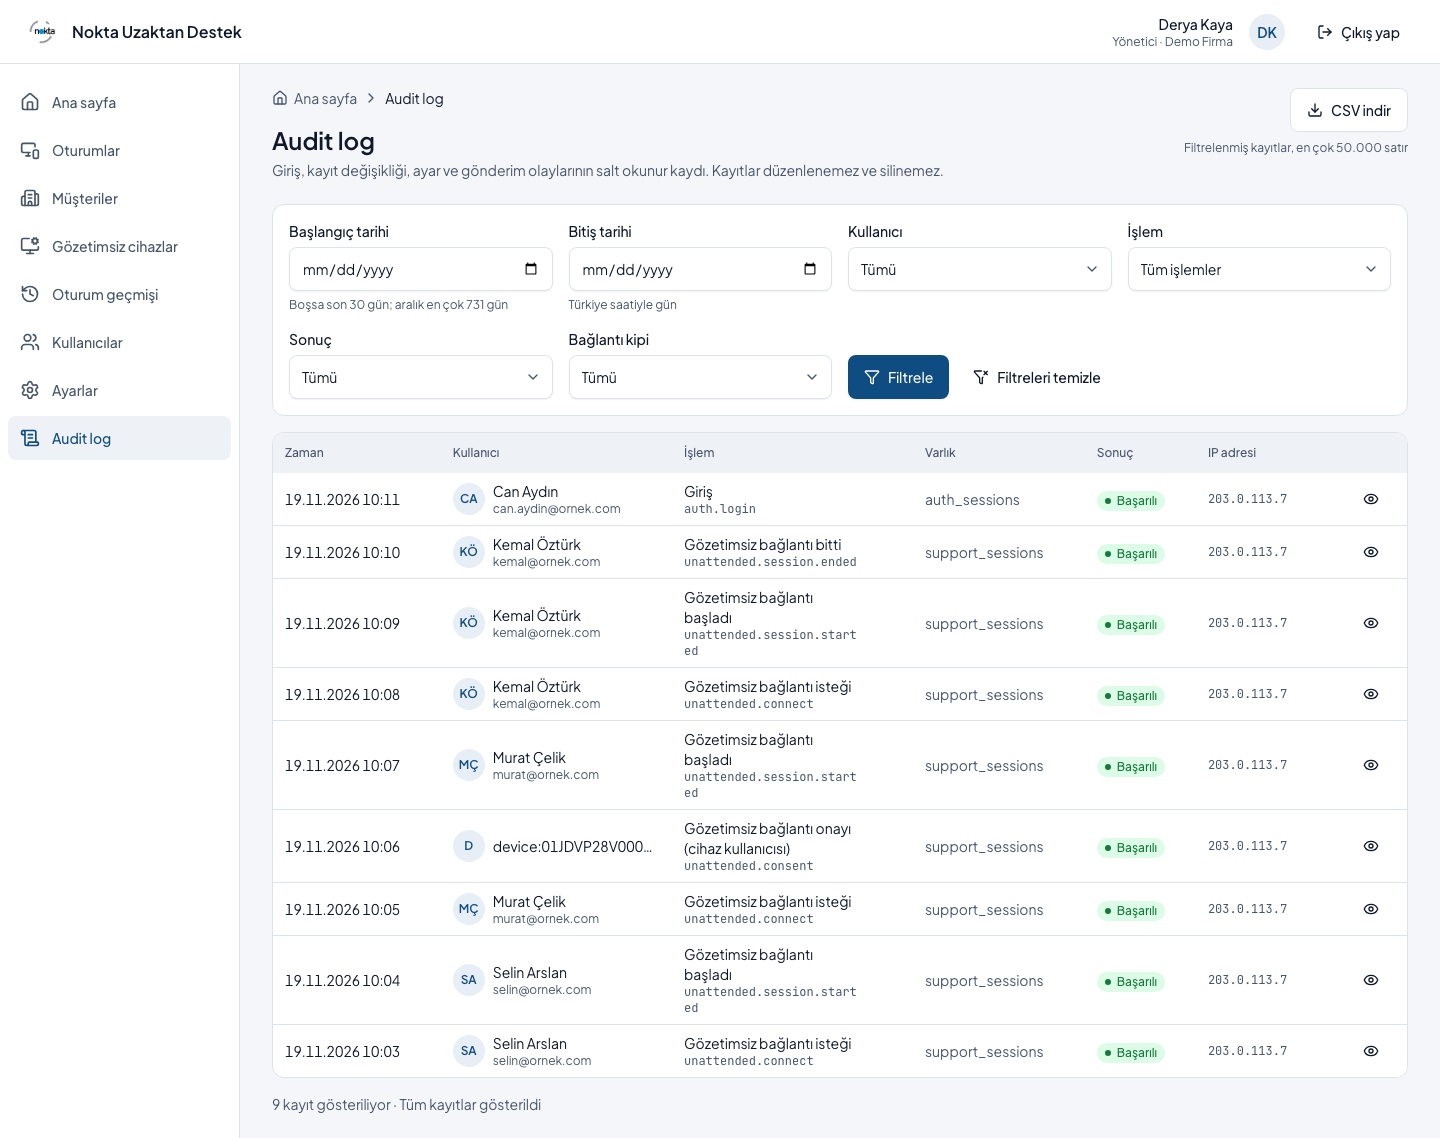 nokta
Nokta Uzaktan Destek
Derya Kaya
Yönetici · Demo Firma
DK
Çıkış yap
Ana sayfa
Oturumlar
Müşteriler
Gözetimsiz cihazlar
Oturum geçmişi
Kullanıcılar
Ayarlar
Audit log
Ana sayfa
Audit log
CSV indir
Audit log
Filtrelenmiş kayıtlar, en çok 50.000 satır
Giriş, kayıt değişikliği, ayar ve gönderim olaylarının salt okunur kaydı. Kayıtlar düzenlenemez ve silinemez.
Başlangıç tarihi
Bitiş tarihi
Kullanıcı
İşlem
mm/dd/yyyy
mm/dd/yyyy
Tümü
Tüm işlemler
Boşsa son 30 gün; aralık en çok 731 gün
Türkiye saatiyle gün
Sonuç
Bağlantı kipi
Tümü
Tümü
Filtrele
Filtreleri temizle
Zaman Kullanıcı İşlem Varlık Sonuç IP adresi
19.11.2026 10:11
CA
Can Aydın
can.aydin@ornek.com
Giriş
auth.login
auth_sessions
Başarılı
203.0.113.7
19.11.2026 10:10
KÖ
Kemal Öztürk
kemal@ornek.com
Gözetimsiz bağlantı bitti
unattended.session.ended
support_sessions
Başarılı
203.0.113.7
19.11.2026 10:09
KÖ
Kemal Öztürk
kemal@ornek.com
Gözetimsiz bağlantı
başladı
unattended.session.start
ed
support_sessions
Başarılı
203.0.113.7
19.11.2026 10:08
KÖ
Kemal Öztürk
kemal@ornek.com
Gözetimsiz bağlantı isteği
unattended.connect
support_sessions
Başarılı
203.0.113.7
19.11.2026 10:07
MÇ
Murat Çelik
murat@ornek.com
Gözetimsiz bağlantı
başladı
unattended.session.start
ed
support_sessions
Başarılı
203.0.113.7
19.11.2026 10:06
D
device:01JDVP28V000…
Gözetimsiz bağlantı onayı
(cihaz kullanıcısı)
unattended.consent
support_sessions
Başarılı
203.0.113.7
19.11.2026 10:05
MÇ
Murat Çelik
murat@ornek.com
Gözetimsiz bağlantı isteği
unattended.connect
support_sessions
Başarılı
203.0.113.7
19.11.2026 10:04
SA
Selin Arslan
selin@ornek.com
Gözetimsiz bağlantı
başladı
unattended.session.start
ed
support_sessions
Başarılı
203.0.113.7
19.11.2026 10:03
SA
Selin Arslan
selin@ornek.com
Gözetimsiz bağlantı isteği
unattended.connect
support_sessions
Başarılı
203.0.113.7
9 kayıt gösteriliyor · Tüm kayıtlar gösterildi